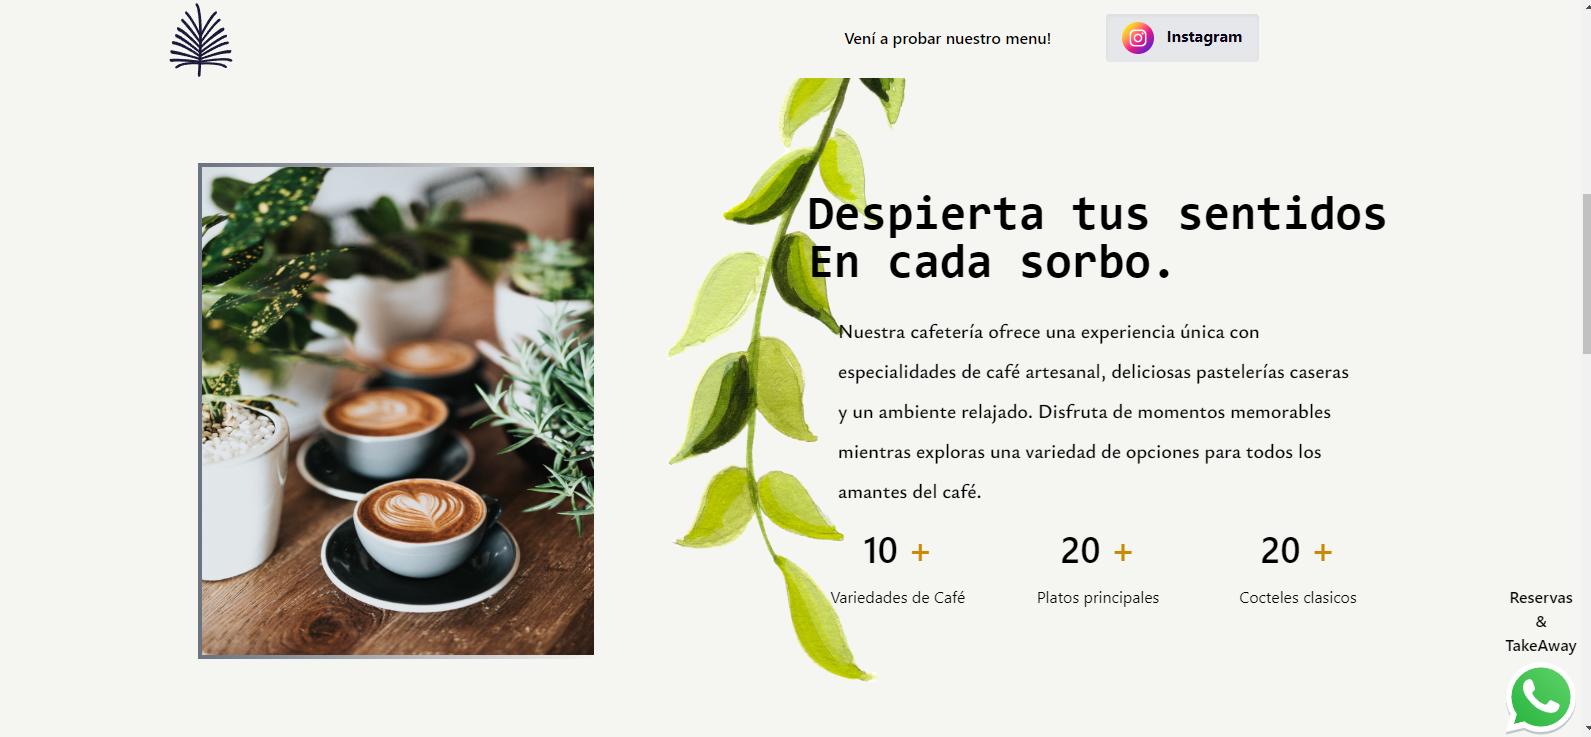 Vení a probar nuestro menu!
Instagram
Despierta tus sentidos
En cada sorbo.
Nuestra cafetería ofrece una experiencia única con
especialidades de café artesanal, deliciosas pastelerías caseras
y un ambiente relajado. Disfruta de momentos memorables
mientras exploras una variedad de opciones para todos los
amantes del café.
10 +
Variedades de Café
20 +
Platos principales
20 +
Cocteles clasicos
Reservas
&
TakeAway